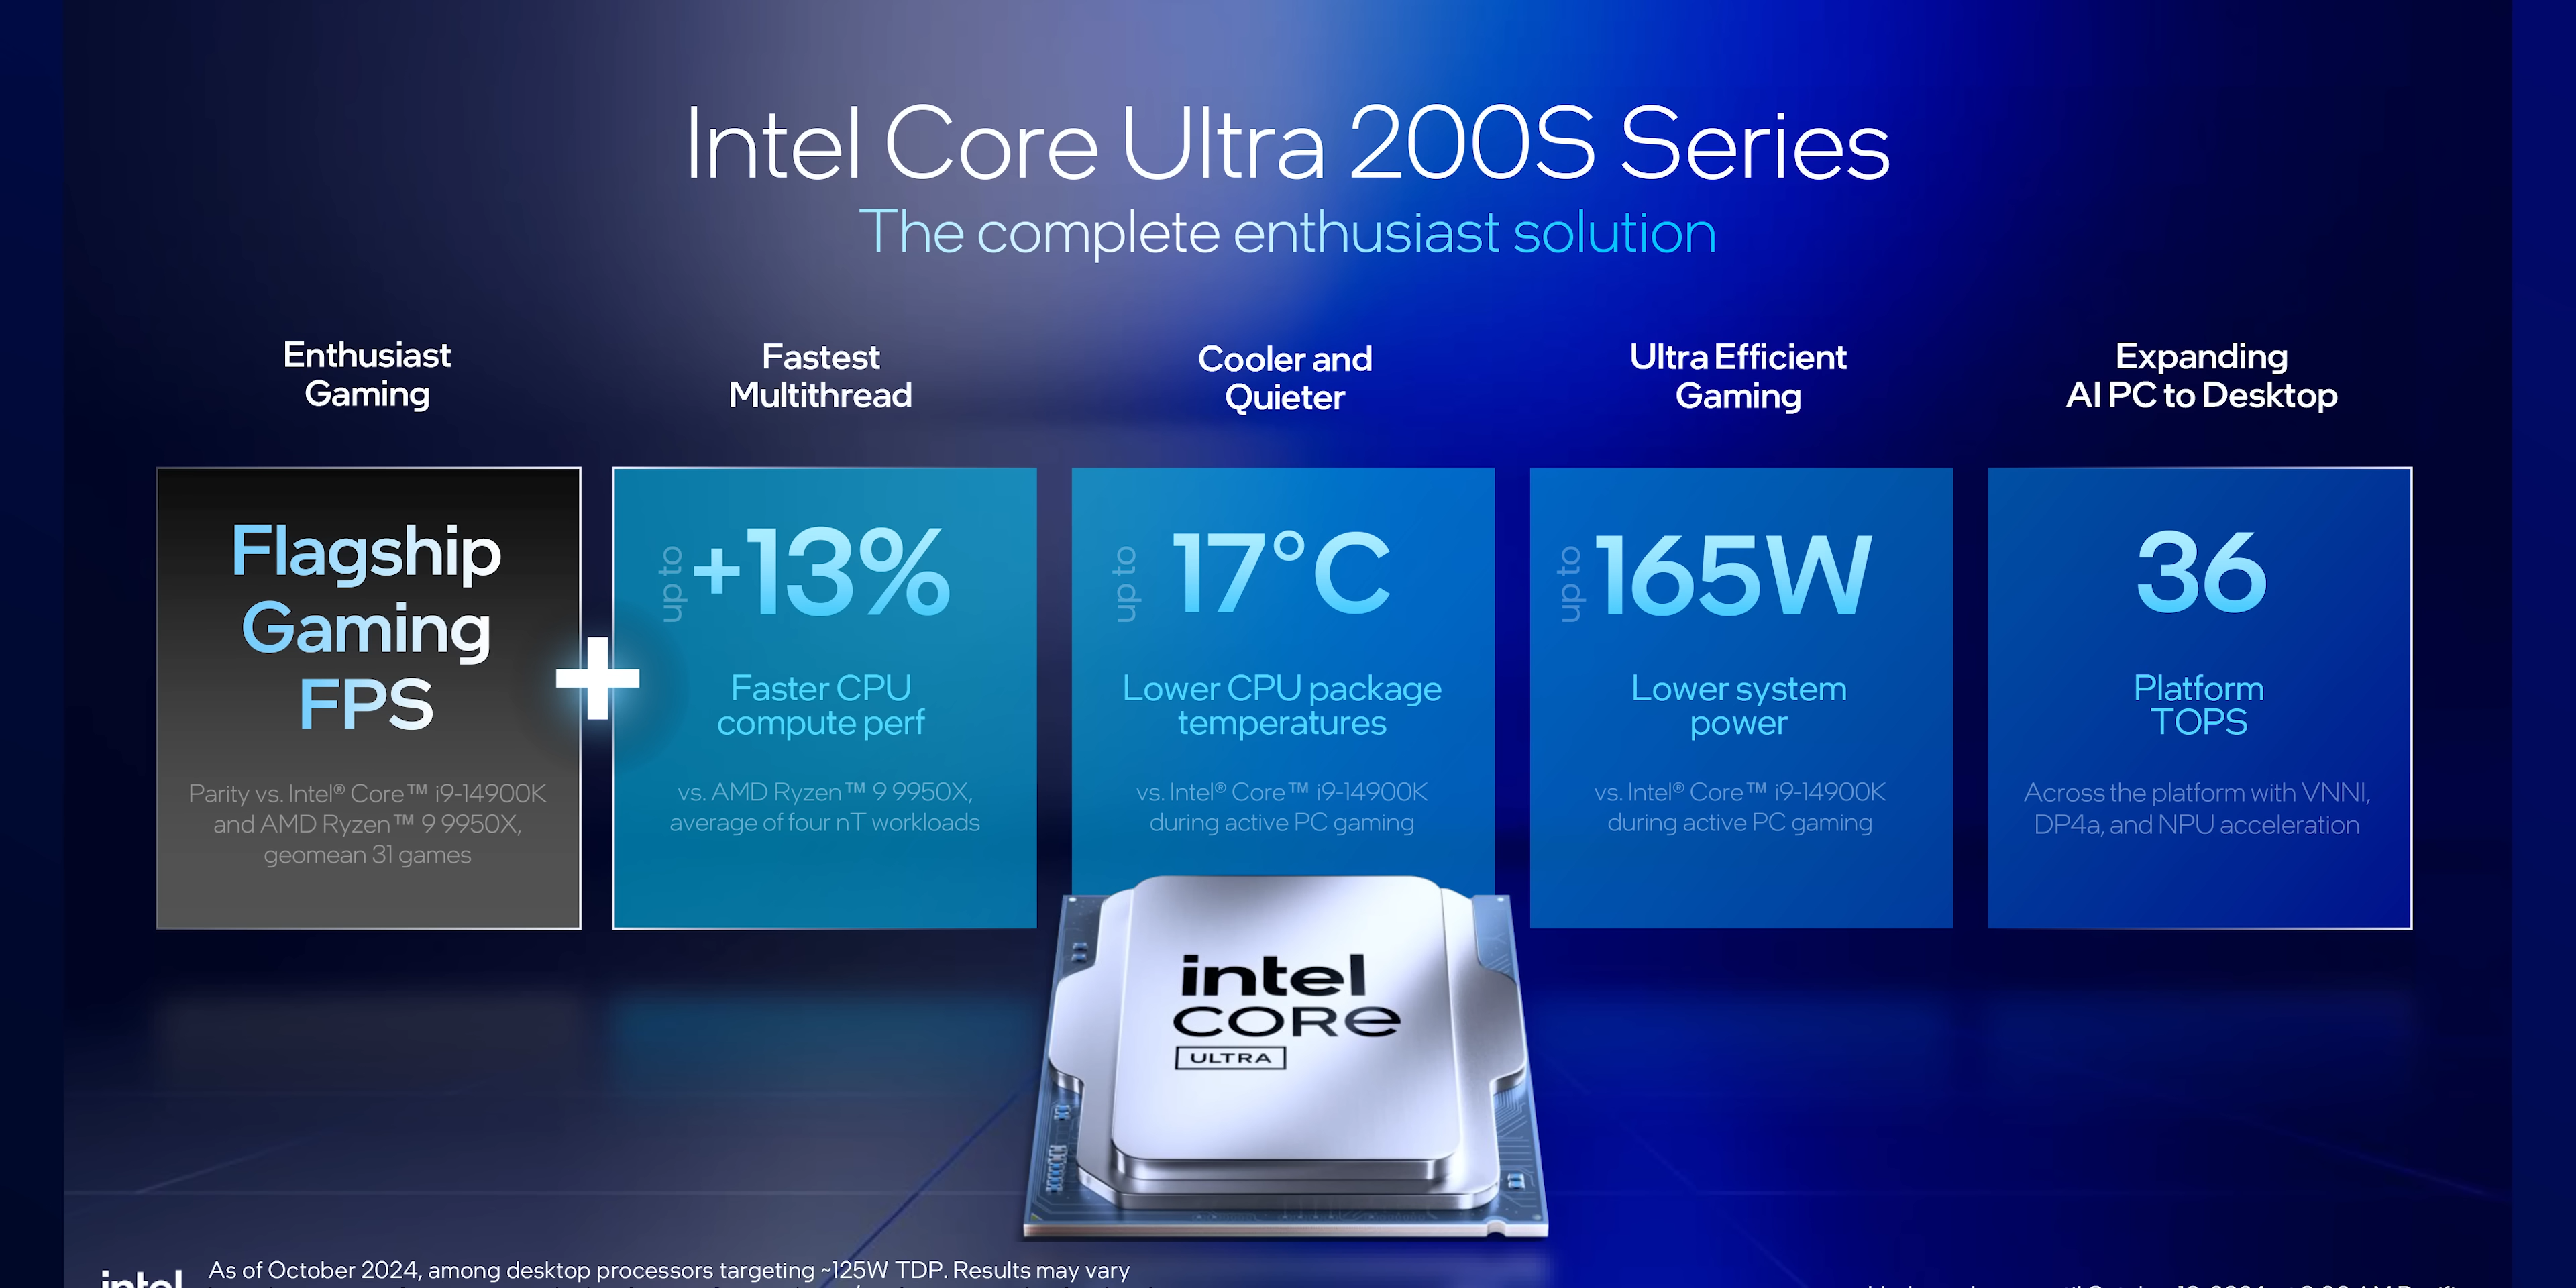 Intel Core Ultra 200S Series
The complete enthusiast solution
Enthusiast
Gaming
Flagship
Gaming
FPS
Parity vs. Intel® Core™ i9-14900K
and AMD Ryzen™ 9 9950X,
geomean 31 games
+
Fastest
Multithread
up to +13%
Faster CPU
compute perf
vs. AMD Ryzen™ 9 9950X,
average of four nT workloads
Cooler and
Quieter
up to 17°C
Lower CPU package
temperatures
vs. Intel® Core™ i9-14900K
during active PC gaming
Ultra Efficient
Gaming
up to 165W
Lower system
power
vs. Intel® Core™ i9-14900K
during active PC gaming
Expanding
AI PC to Desktop
36
Platform
TOPS
Across the platform with VNNI,
DP4a, and NPU acceleration
intel
CORe
ULTRA
intel
As of October 2024, among desktop processors targeting ~125W TDP. Results may vary